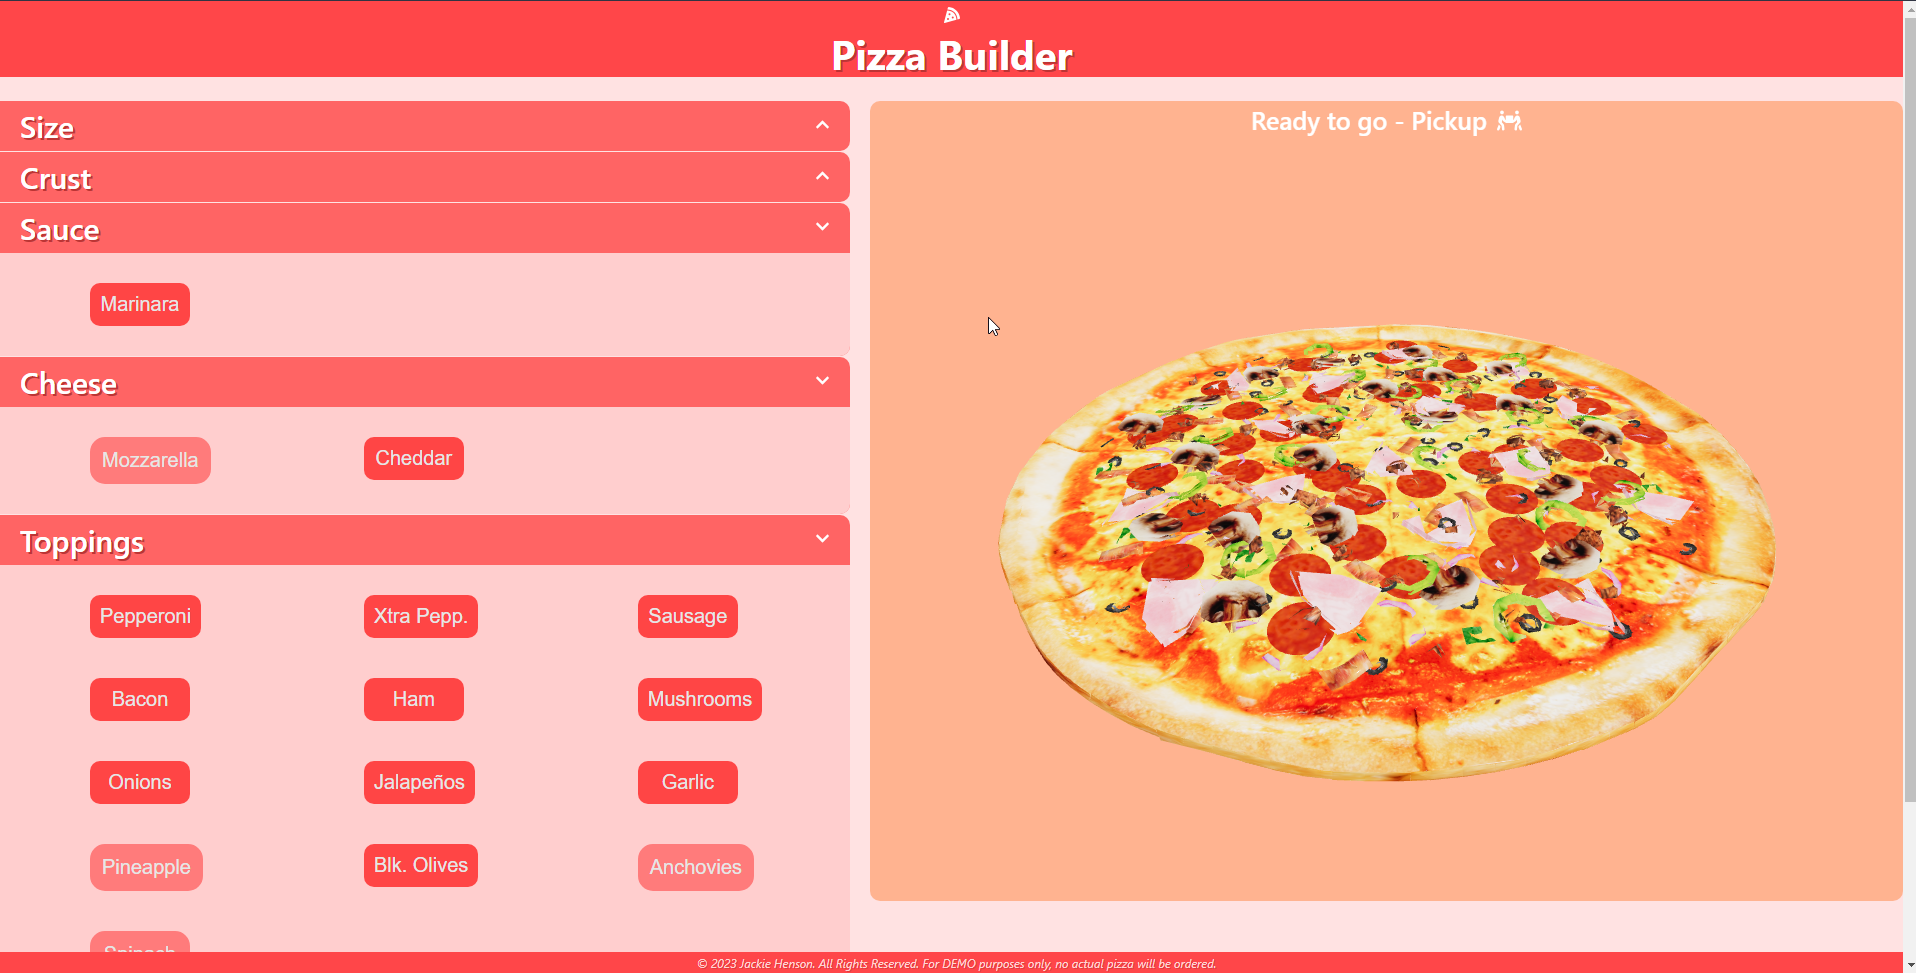 Pizza Builder
Size
Crust
Sauce
Marinara
Cheese
Mozzarella Cheddar
Toppings
Pepperoni Xtra Pepp. Sausage
Bacon Ham Mushrooms
Onions Jalapeños Garlic
Pineapple Blk. Olives Anchovies
Ready to go - Pickup
© 2023 Jackie Henson. All Rights Reserved. For DEMO purposes only, no actual pizza will be ordered.